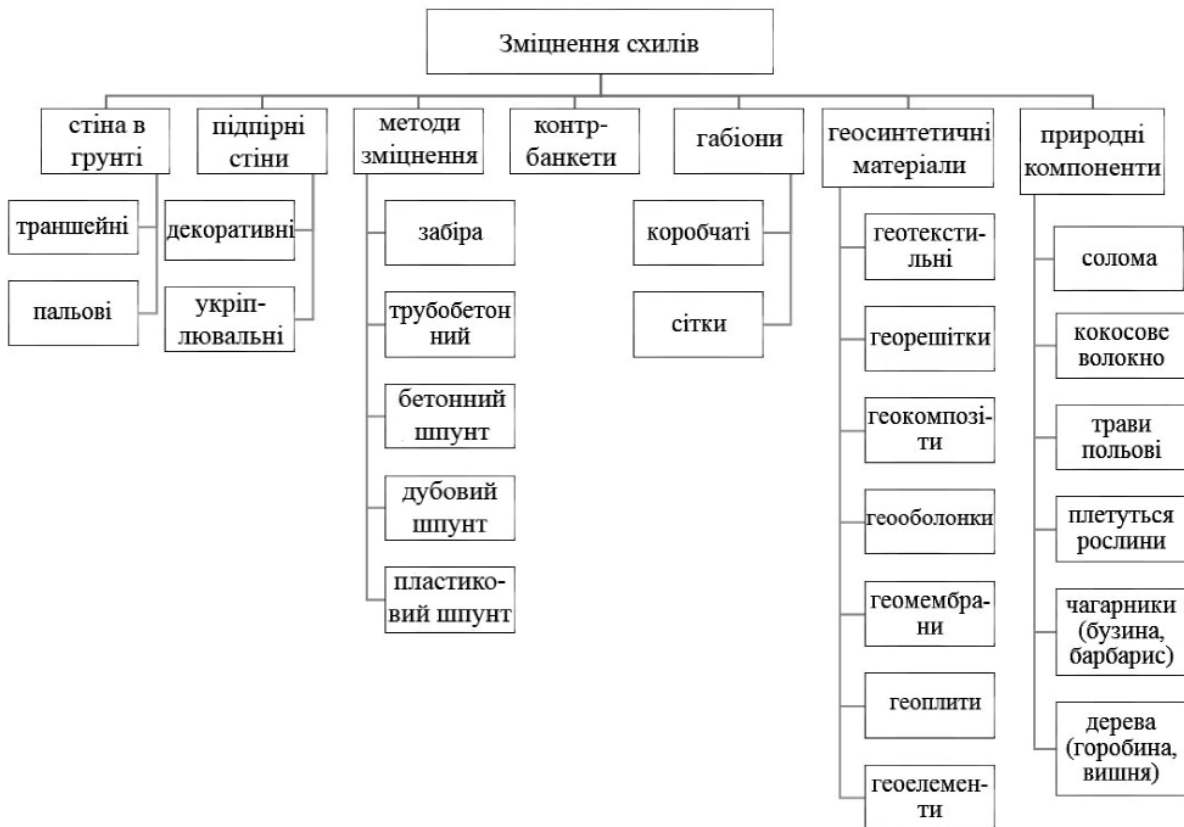 Зміцнення схилів
стіна в
грунті
траншейні
пальові
підпірні
стіни
декоративні
укріп-
лювальні
методи
зміцнення
забіра
трубобетон
ний
бетонний
шпунт
дубовий
шпунт
пластико-
вий шпунт
контр-
банкети
габіони
коробчаті
сітки
геосинтетичні
матеріали
геотексти-
льні
георешітки
геокомпозі-
ти
геооболонки
геомембра-
ни
геоплити
геоелемен-
ти
природні
компоненти
солома
кокосове
волокно
трави
польові
плетуться
рослини
чагарники
(бузина,
барбарис)
дерева
(горобина,
вишня)